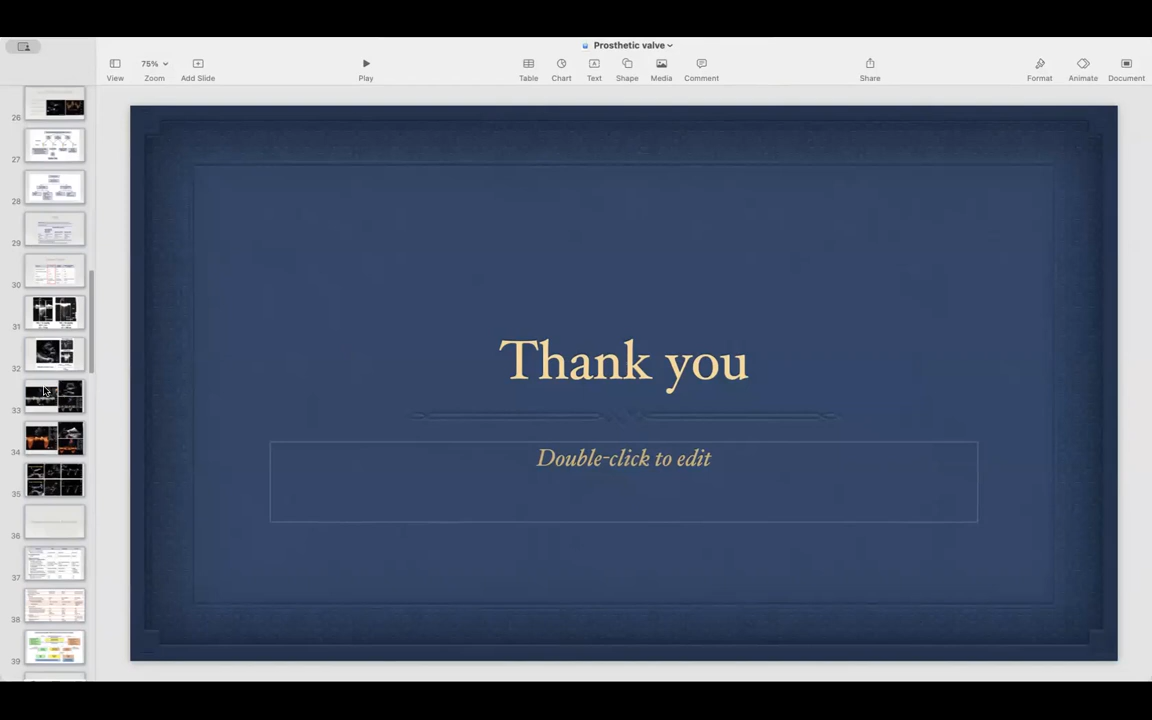 Prosthetic valve
75%
View
Zoom
Add Slide
Play
Table
Chart
Text
Shape
Media
Comment
Share
Format
Animate
Document
26
27
28
29
30
31
32
33
34
35
36
37
38
39
Thank you
Double-click to edit